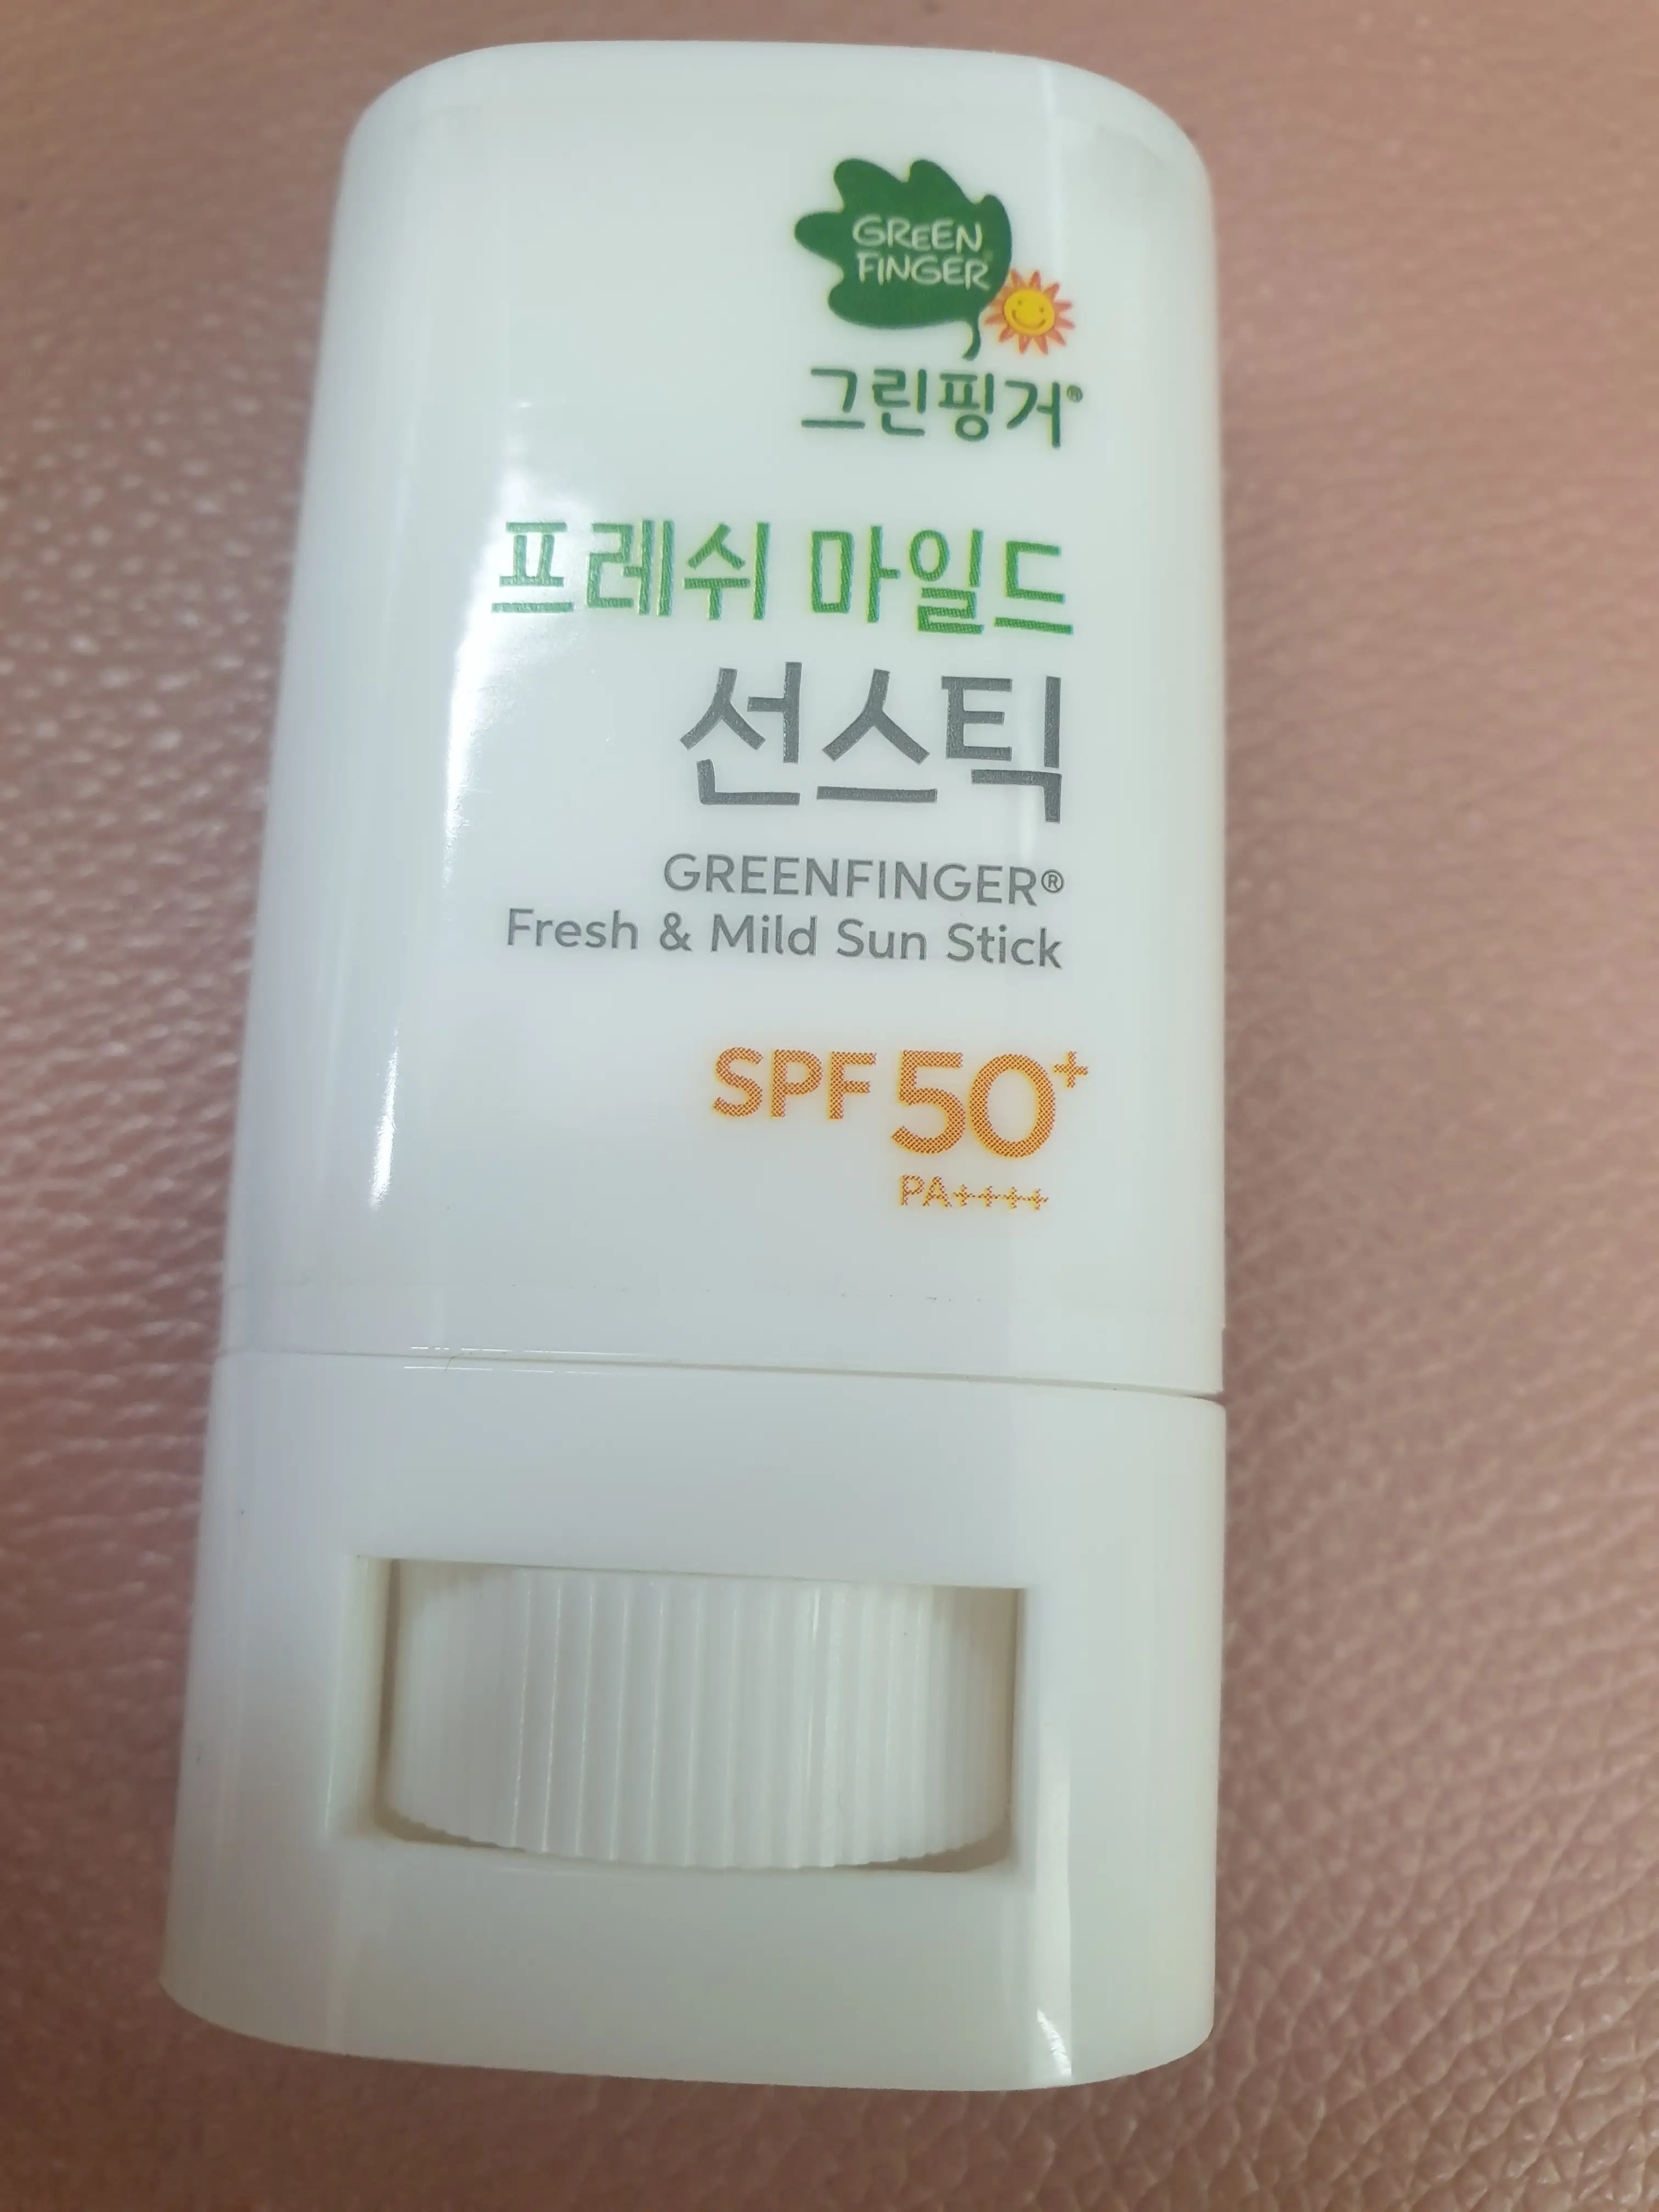 GREEN
FINGER
그린핑거®
프레쉬 마일드
선스틱
GREENFINGER®
Fresh & Mild Sun Stick
SPF 50+
PA++++